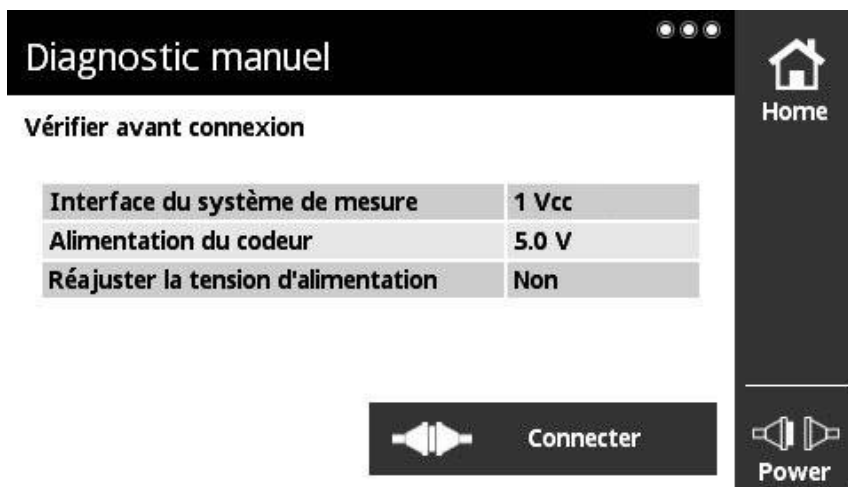 Diagnostic manuel
Home
Vérifier avant connexion
Interface du système de mesure 1 Vcc
Alimentation du codeur 5.0 V
Réajuster la tension d'alimentation Non
Connecter
Power